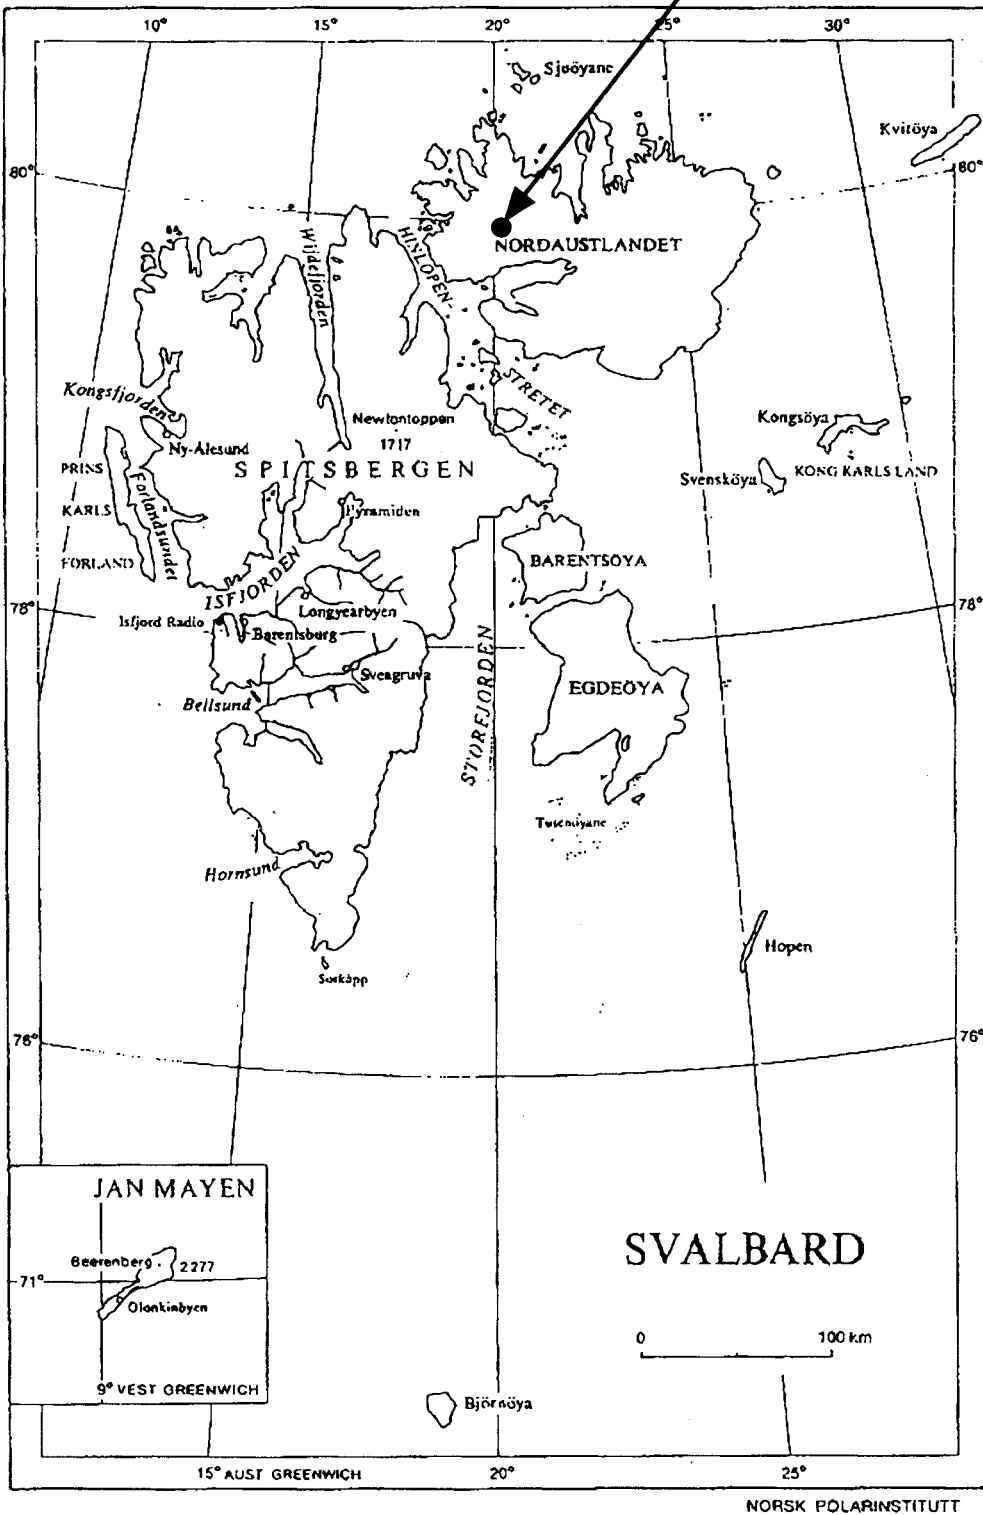 10° 15° 20° 25° 30°
Sjuöyane
Kvitöya
80° 80°
NORDAUSTLANDET
Wijdefjorden
HINLOPEN-
STRETET
Kongsfjorden
Newtontoppen
1717
Kongsöya
Ny-Ålesund
SPITSBERGEN
PRINS
KARLS
FORLAND
Forlandsundet
Svensköya
KONG KARLS LAND
Pyramiden
BARENTSÖYA
ISFJORDEN
78° 78°
Longyearbyen
Isfjord Radio
Barentsburg
Sveagruva
STORFJORDEN
EGDEÖYA
Bellsund
Tusenöyane
Hornsund
Hopen
Sörkapp
76° 76°
JAN MAYEN
Beerenberg
2277
71°
Olonkinbyen
9° VEST GREENWICH
SVALBARD
0 100 km
Björnöya
15° AUST GREENWICH 20° 25°
NORSK POLARINSTITUTT